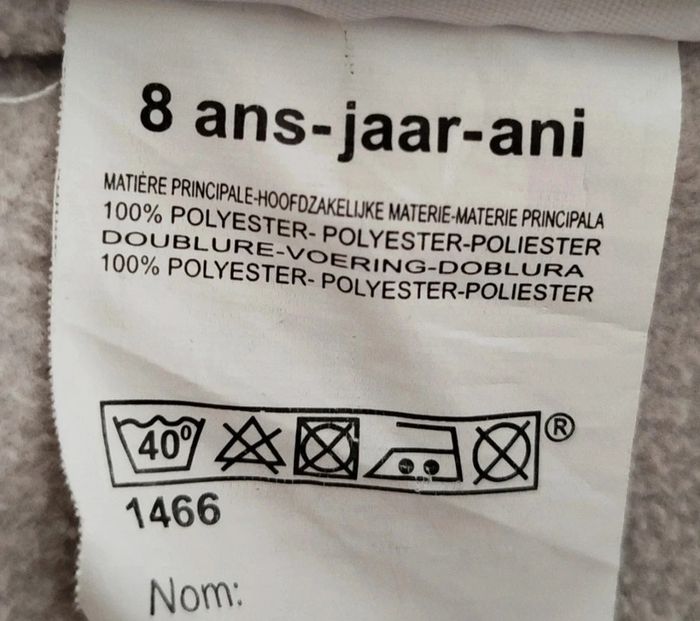 8 ans-jaar-ani
MATIÈRE PRINCIPALE-HOOFDZAKELIJKE MATERIE-MATERIE PRINCIPALA
100% POLYESTER- POLYESTER-POLIESTER
DOUBLURE-VOERING-DOBLURA
100% POLYESTER- POLYESTER-POLIESTER
40° ®
1466
Nom: